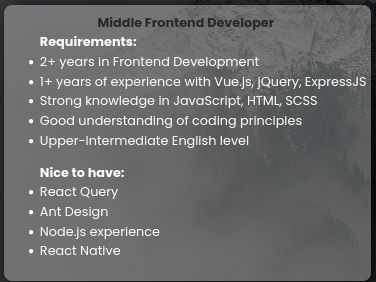 Middle Frontend Developer
Requirements:
• 2+ years in Frontend Development
• 1+ years of experience with Vue.js, jQuery, ExpressJS
• Strong knowledge in JavaScript, HTML, SCSS
• Good understanding of coding principles
• Upper-Intermediate English level
Nice to have:
• React Query
• Ant Design
• Node.js experience
• React Native